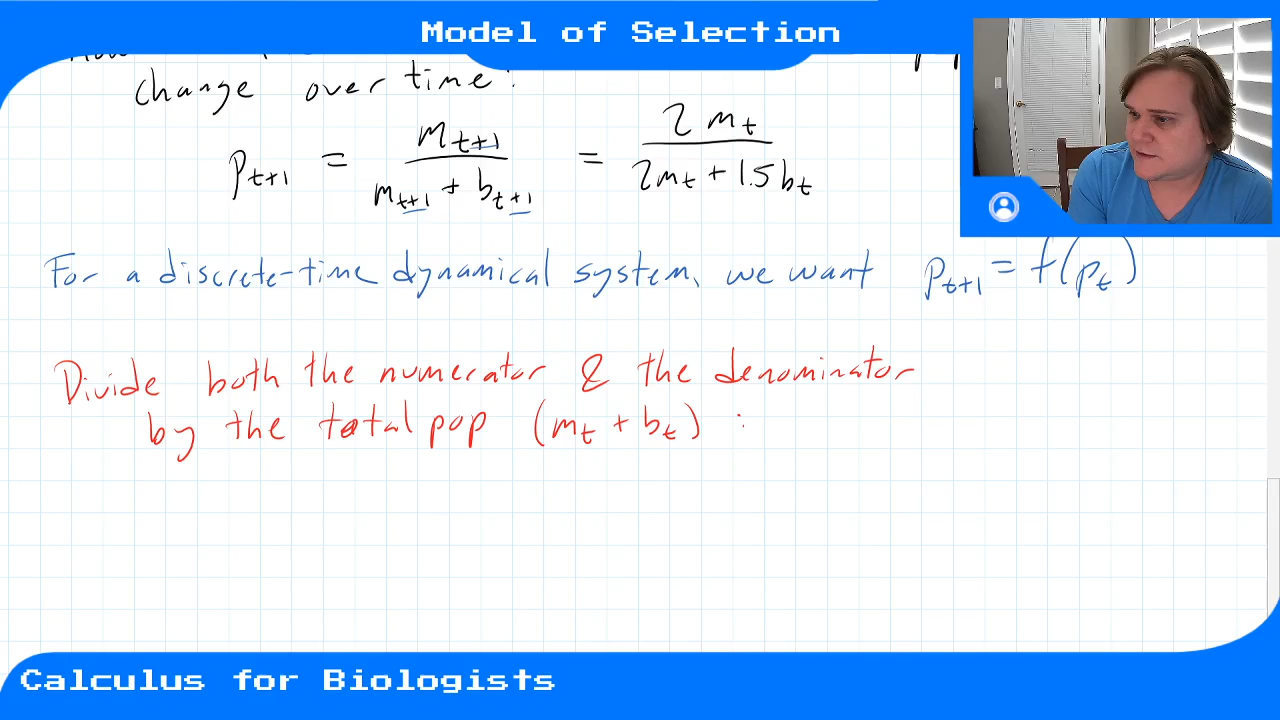 Model of Selection
change over time?
p_{t+1} = \frac{m_{t+1}}{m_{t+1} + b_{t+1}} = \frac{2m_t}{2m_t + 1.5b_t}
For a discrete-time dynamical system, we want p_{t+1} = f(p_t)
Divide both the numerator & the denominator
by the total pop (m_t + b_t) :
Calculus for Biologists